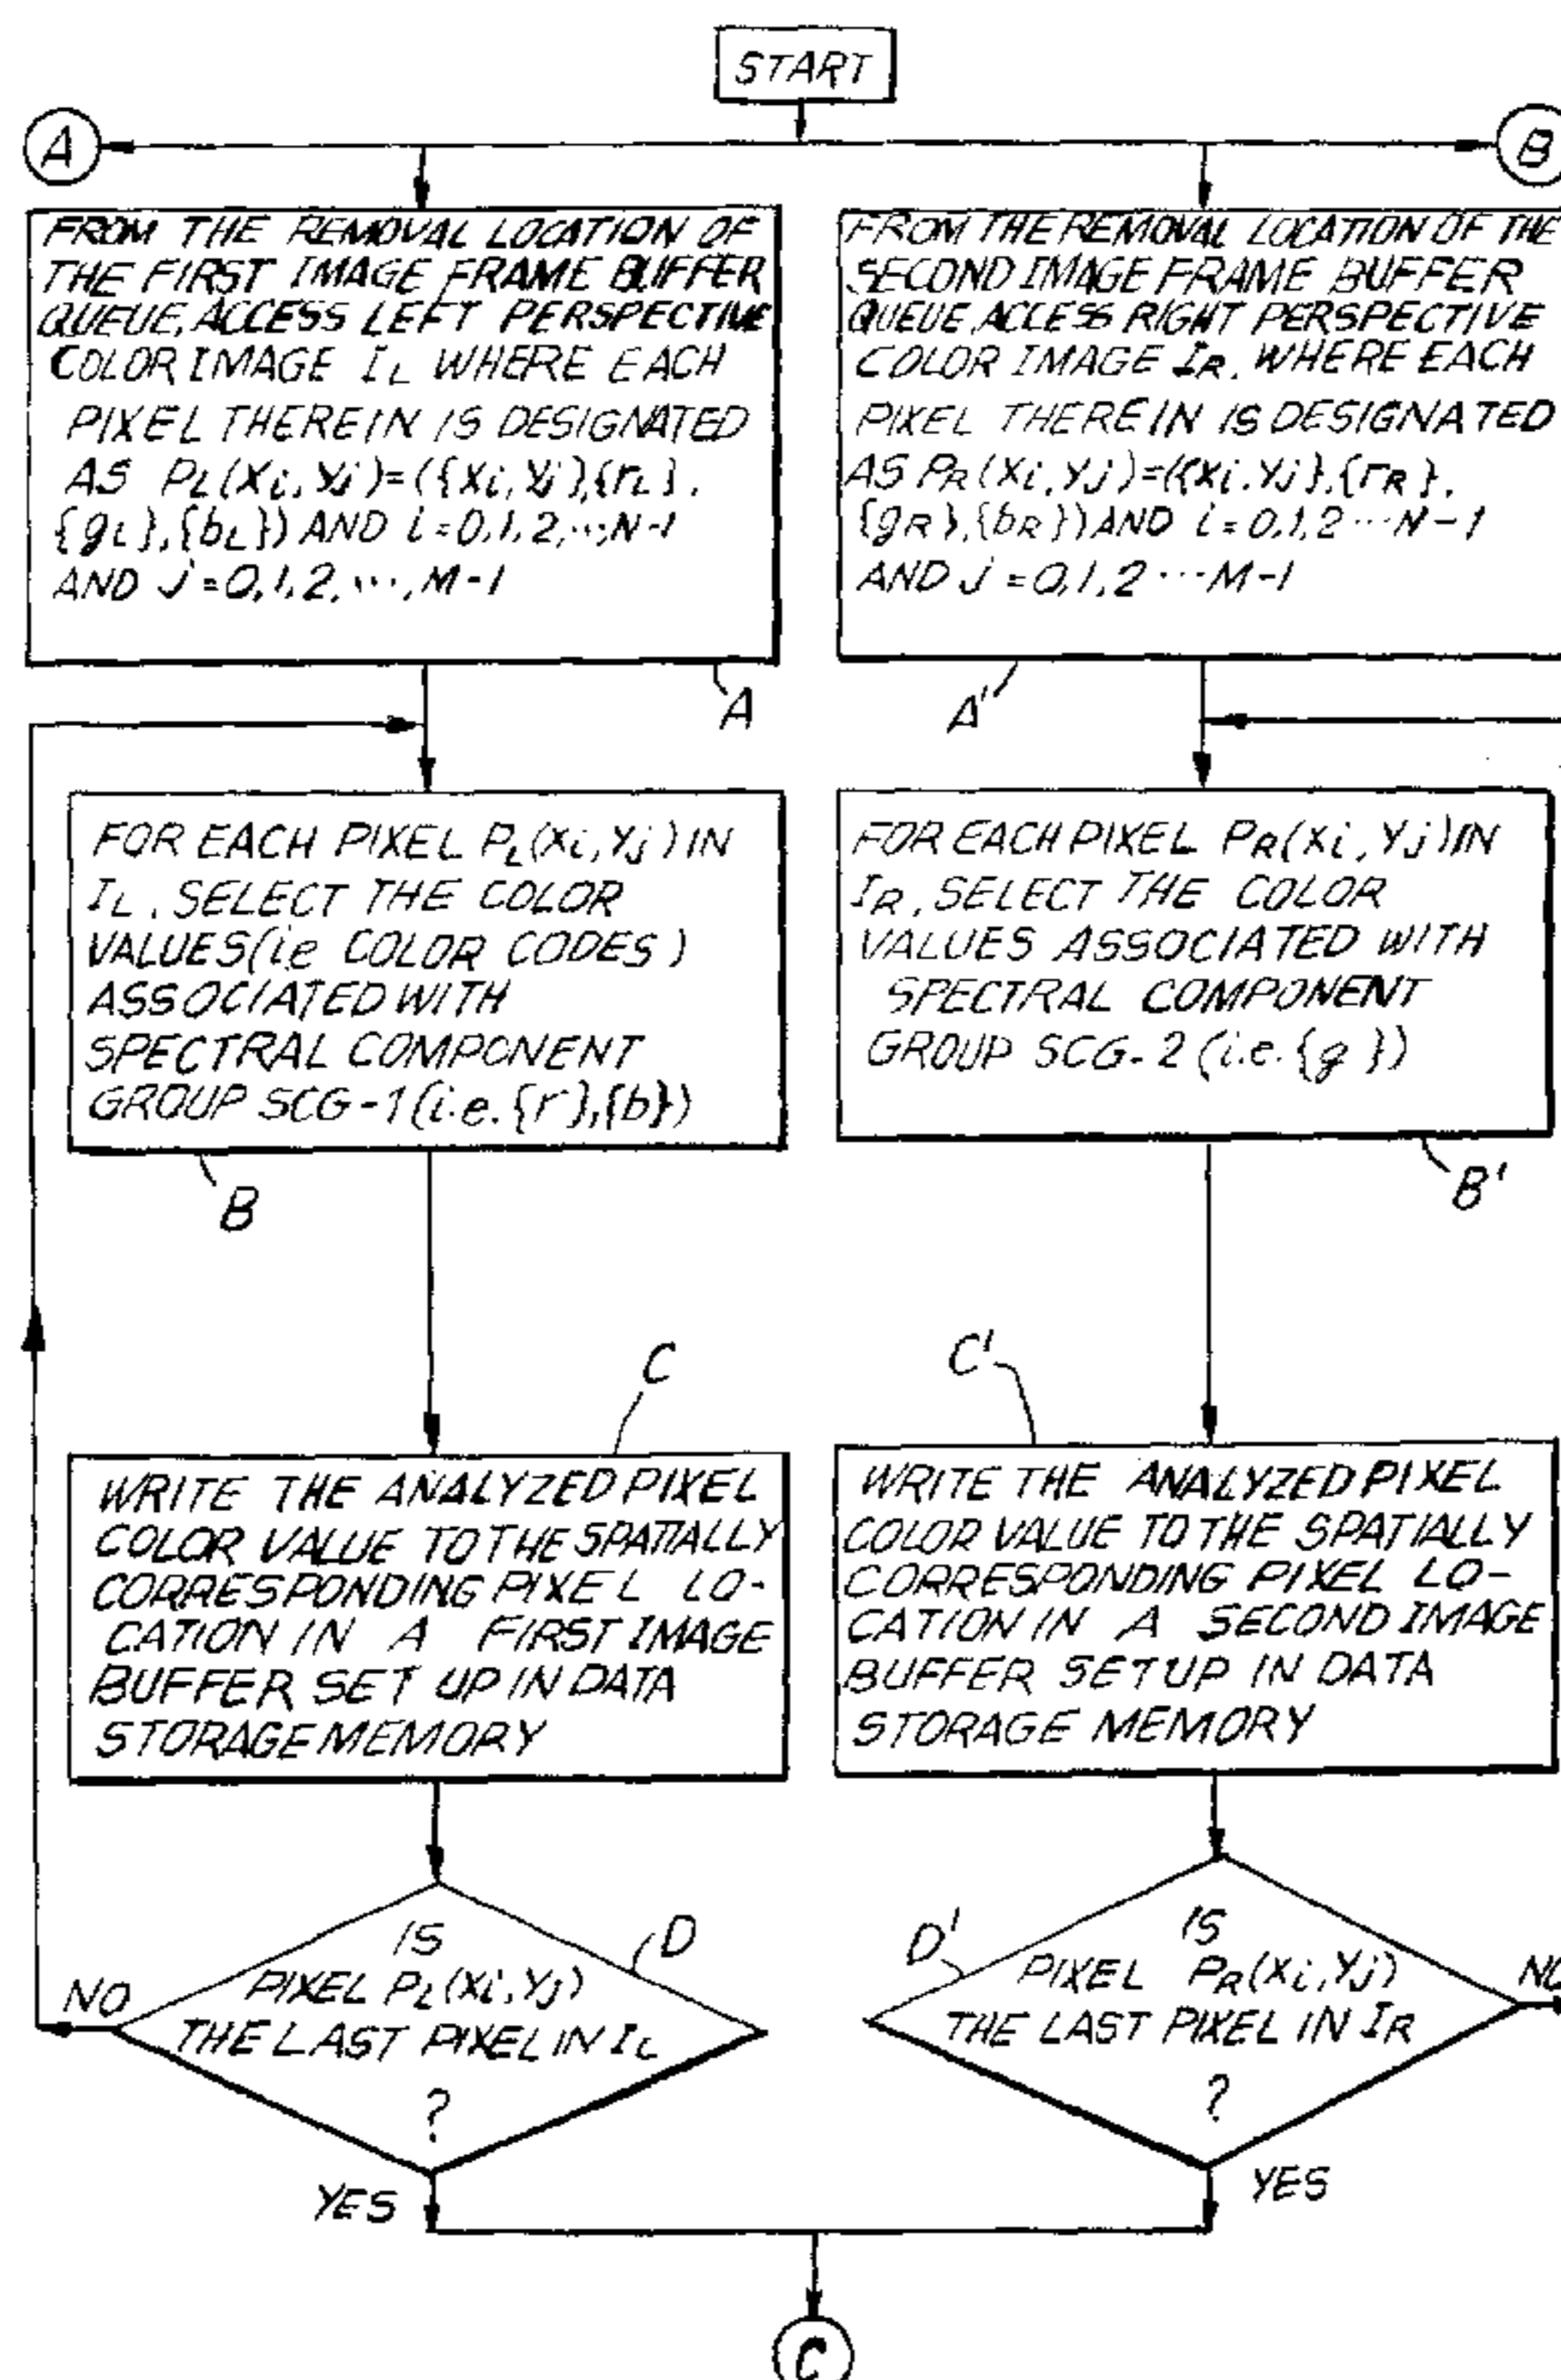 START
A
B
FROM THE REMOVAL LOCATION OF
THE FIRST IMAGE FRAME BUFFER
QUEUE, ACCESS LEFT PERSPECTIVE
COLOR IMAGE IL WHERE EACH
PIXEL THEREIN IS DESIGNATED
AS PL(xi, yj)=({xi, yj},{rL},
{gL},{bL}) AND i=0,1,2,...,N-1
AND j=0,1,2,...,M-1
A
FROM THE REMOVAL LOCATION OF THE
SECOND IMAGE FRAME BUFFER
QUEUE, ACCESS RIGHT PERSPECTIVE
COLOR IMAGE IR, WHERE EACH
PIXEL THEREIN IS DESIGNATED
AS PR(xi, yj)=({xi,yj},{rR},
{gR},{bR}) AND i=0,1,2...N-1
AND j=0,1,2...M-1
A'
FOR EACH PIXEL PL(xi, yj) IN
IL, SELECT THE COLOR
VALUES (i.e COLOR CODES)
ASSOCIATED WITH
SPECTRAL COMPONENT
GROUP SCG-1 (i.e. {r},{b})
B
FOR EACH PIXEL PR(xi, yj) IN
IR, SELECT THE COLOR
VALUES ASSOCIATED WITH
SPECTRAL COMPONENT
GROUP SCG-2 (i.e. {g })
B'
C
WRITE THE ANALYZED PIXEL
COLOR VALUE TO THE SPATIALLY
CORRESPONDING PIXEL LO-
CATION IN A FIRST IMAGE
BUFFER SET UP IN DATA
STORAGE MEMORY
C'
WRITE THE ANALYZED PIXEL
COLOR VALUE TO THE SPATIALLY
CORRESPONDING PIXEL LO-
CATION IN A SECOND IMAGE
BUFFER SET UP IN DATA
STORAGE MEMORY
D
IS
PIXEL PL(xi, yj)
THE LAST PIXEL IN IL
?
NO
YES
D'
IS
PIXEL PR(xi, yj)
THE LAST PIXEL IN IR
?
NO
YES
C